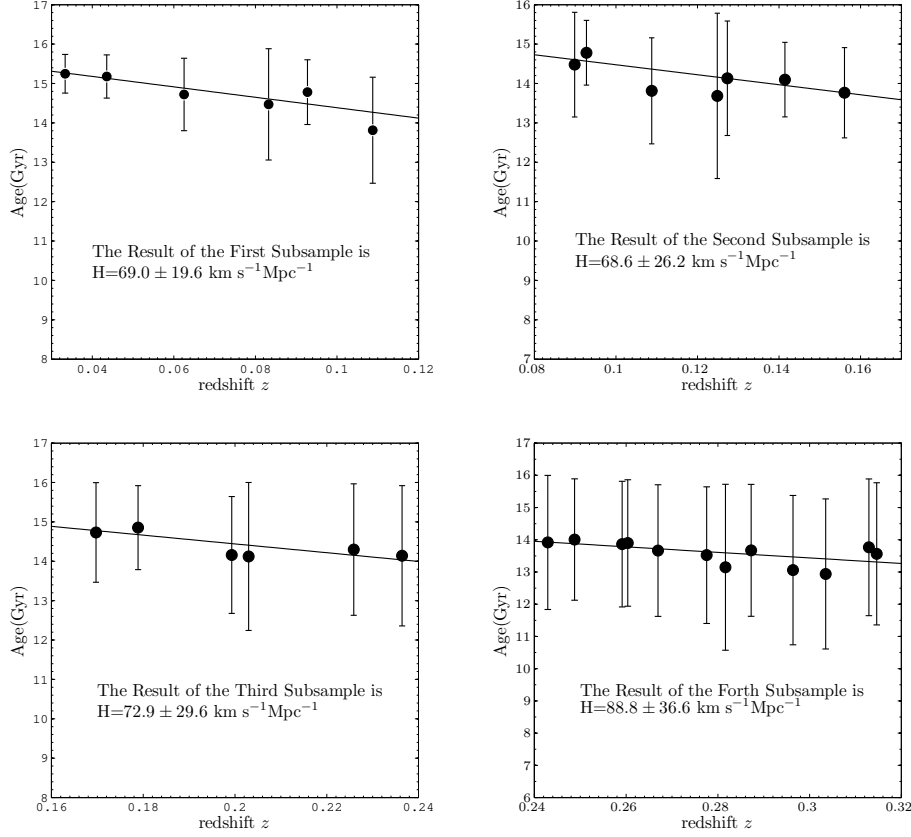 17
16
15
14
13
12
11
10
9
8
Age(Gyr)
The Result of the First Subsample is
H=69.0 ± 19.6 km s⁻¹Mpc⁻¹
0.04 0.06 0.08 0.1 0.12
redshift z
16
15
14
13
12
11
10
9
8
7
Age(Gyr)
The Result of the Second Subsample is
H=68.6 ± 26.2 km s⁻¹Mpc⁻¹
0.08 0.1 0.12 0.14 0.16
redshift z
17
16
15
14
13
12
11
10
9
8
Age(Gyr)
The Result of the Third Subsample is
H=72.9 ± 29.6 km s⁻¹Mpc⁻¹
0.16 0.18 0.2 0.22 0.24
redshift z
17
16
15
14
13
12
11
10
9
8
7
6
Age(Gyr)
The Result of the Forth Subsample is
H=88.8 ± 36.6 km s⁻¹Mpc⁻¹
0.24 0.26 0.28 0.3 0.32
redshift z